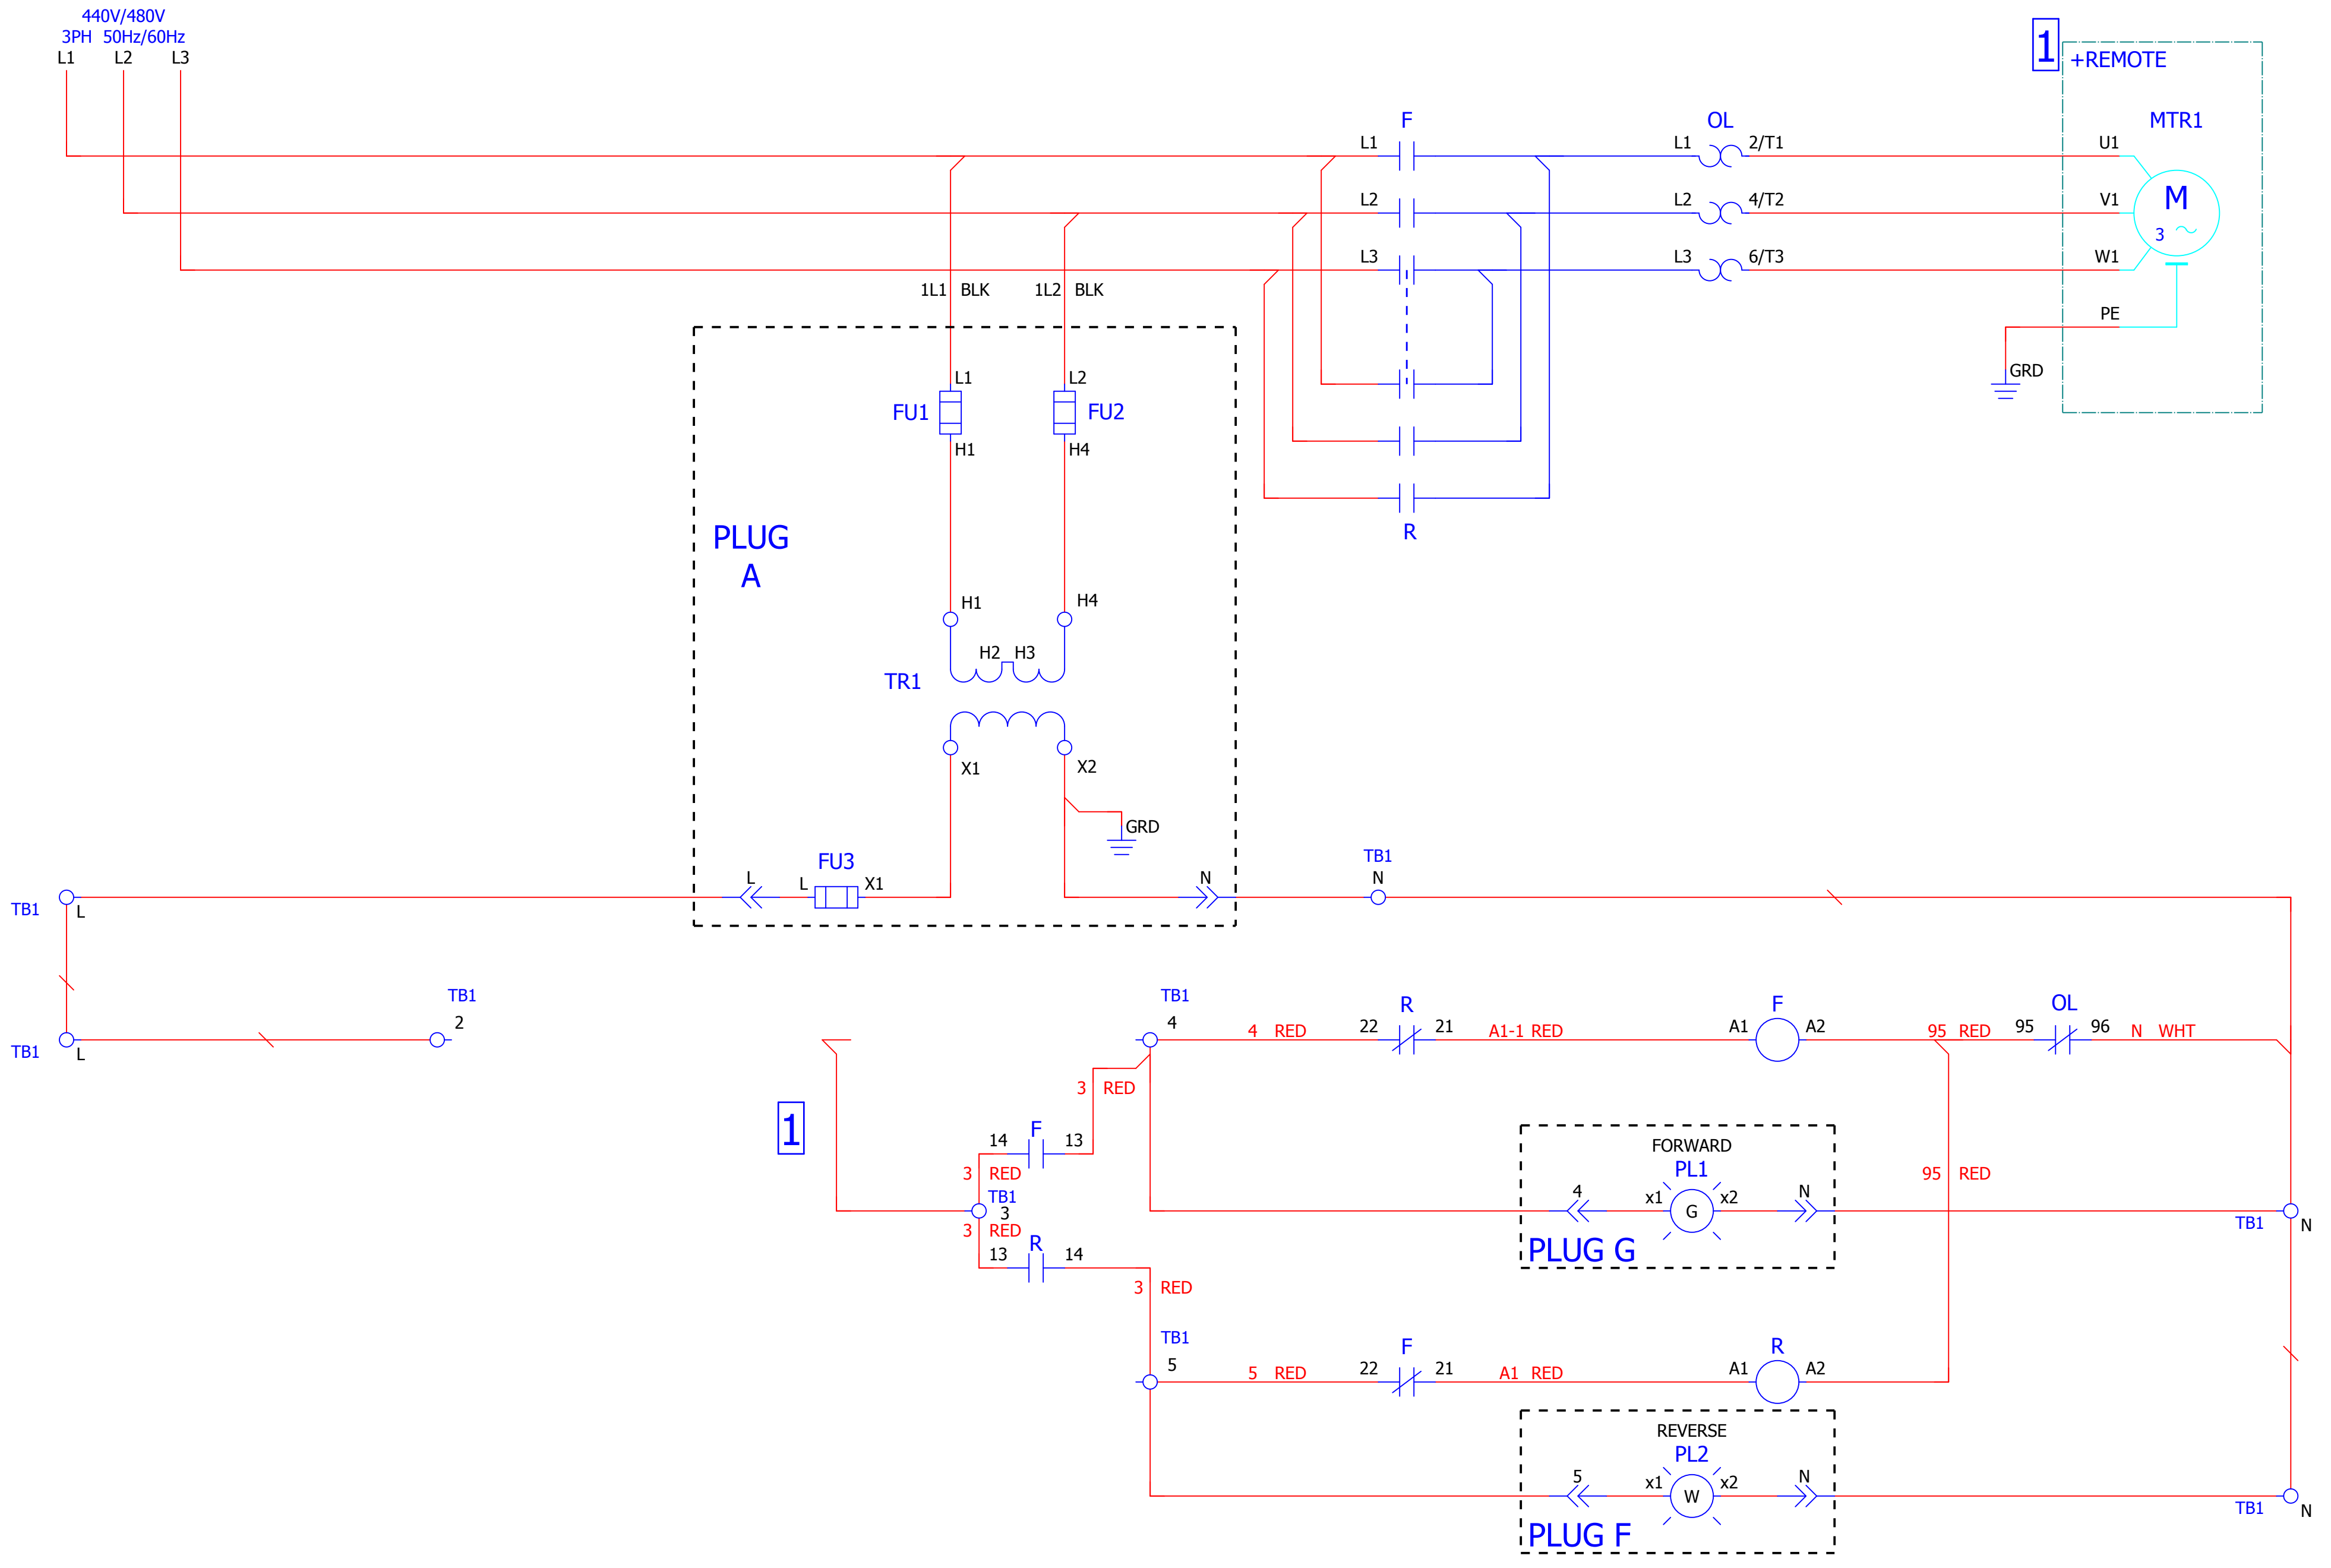 440V/480V
3PH 50Hz/60Hz
L1 L2 L3
1
+REMOTE
F
OL
MTR1
L1
L1
2/T1
U1
L2
L2
4/T2
V1
M
3
L3
L3
6/T3
W1
1L1 BLK
1L2 BLK
PE
GRD
L1
L2
FU1
FU2
H1
H4
R
PLUG
A
H1
H4
H2 H3
TR1
X1
X2
GRD
FU3
L
L
X1
N
TB1
N
TB1
L
TB1
2
TB1
L
TB1
4
4 RED
R
22
21
A1-1 RED
F
A1
A2
95 RED
OL
95
96
N WHT
3 RED
1
F
14
13
3 RED
TB1
3
3 RED
R
13
14
FORWARD
PL1
4
x1
G
x2
N
PLUG G
95 RED
TB1
N
3 RED
TB1
5
5 RED
F
22
21
A1 RED
R
A1
A2
REVERSE
PL2
5
x1
W
x2
N
PLUG F
TB1
N